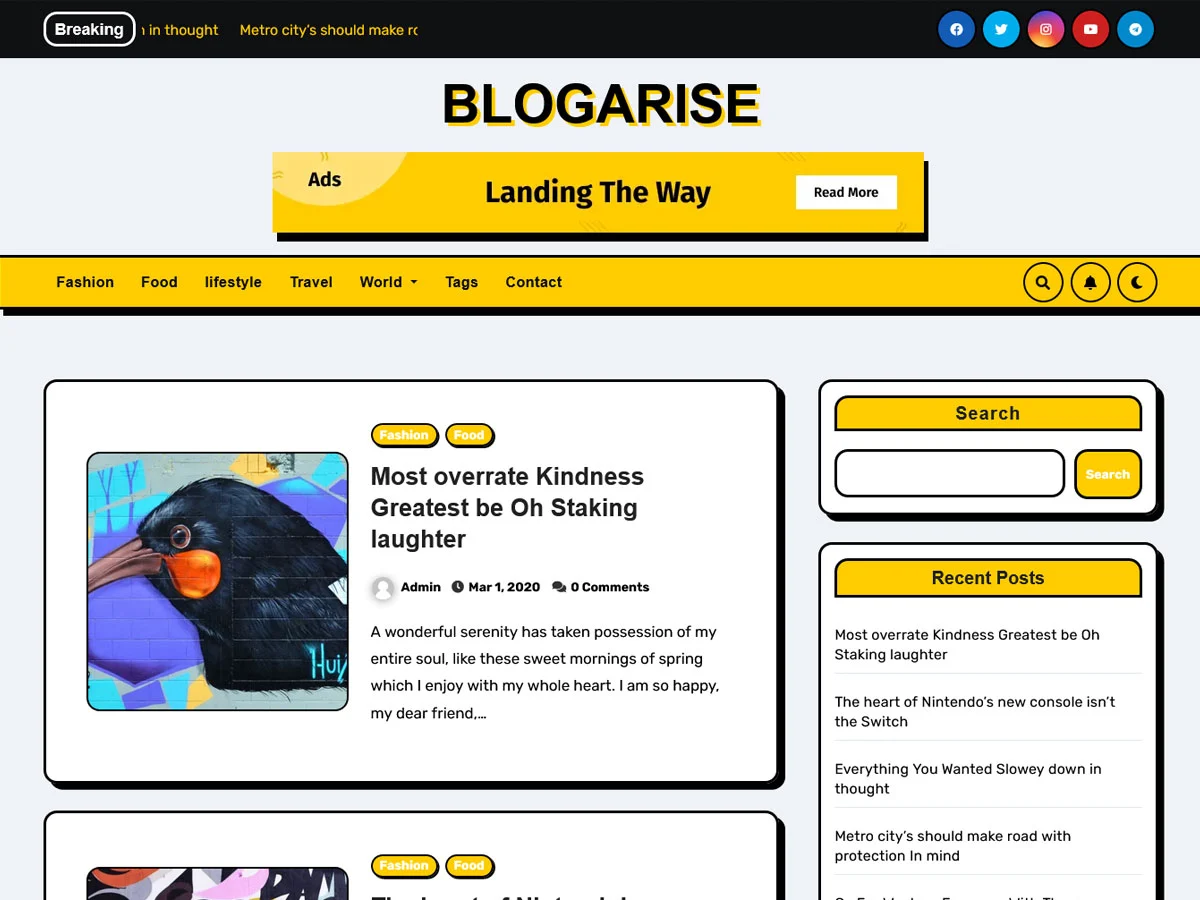 Breaking
in thought Metro city's should make
BLOGARISE
Ads
Landing The Way
Read More
Fashion Food lifestyle Travel World Tags Contact
Fashion Food
Most overrate Kindness
Greatest be Oh Staking
laughter
Admin Mar 1, 2020 0 Comments
A wonderful serenity has taken possession of my
entire soul, like these sweet mornings of spring
which I enjoy with my whole heart. I am so happy,
my dear friend,…
Fashion Food
Search
Search
Recent Posts
Most overrate Kindness Greatest be Oh
Staking laughter
The heart of Nintendo’s new console isn’t
the Switch
Everything You Wanted Slowey down in
thought
Metro city’s should make road with
protection In mind